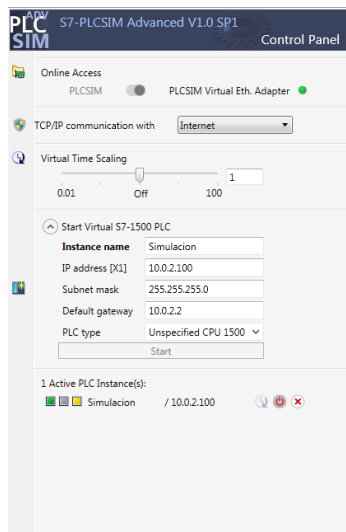 PLC ADV
SIM
S7-PLCSIM Advanced V1.0 SP1
Control Panel
Online Access
PLCSIM PLCSIM Virtual Eth. Adapter
TCP/IP communication with Internet
Virtual Time Scaling
1
0.01 Off 100
Start Virtual S7-1500 PLC
Instance name Simulacion
IP address [X1] 10.0.2.100
Subnet mask 255.255.255.0
Default gateway 10.0.2.2
PLC type Unspecified CPU 1500
Start
1 Active PLC Instance(s):
Simulacion / 10.0.2.100